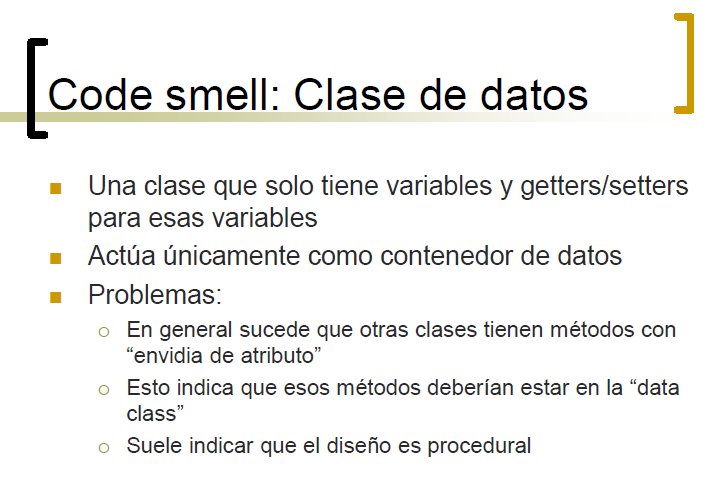 Code smell: Clase de datos
Una clase que solo tiene variables y getters/setters
para esas variables
Actúa únicamente como contenedor de datos
Problemas:
En general sucede que otras clases tienen métodos con
“envidia de atributo”
Esto indica que esos métodos deberían estar en la “data
class”
Suele indicar que el diseño es procedural